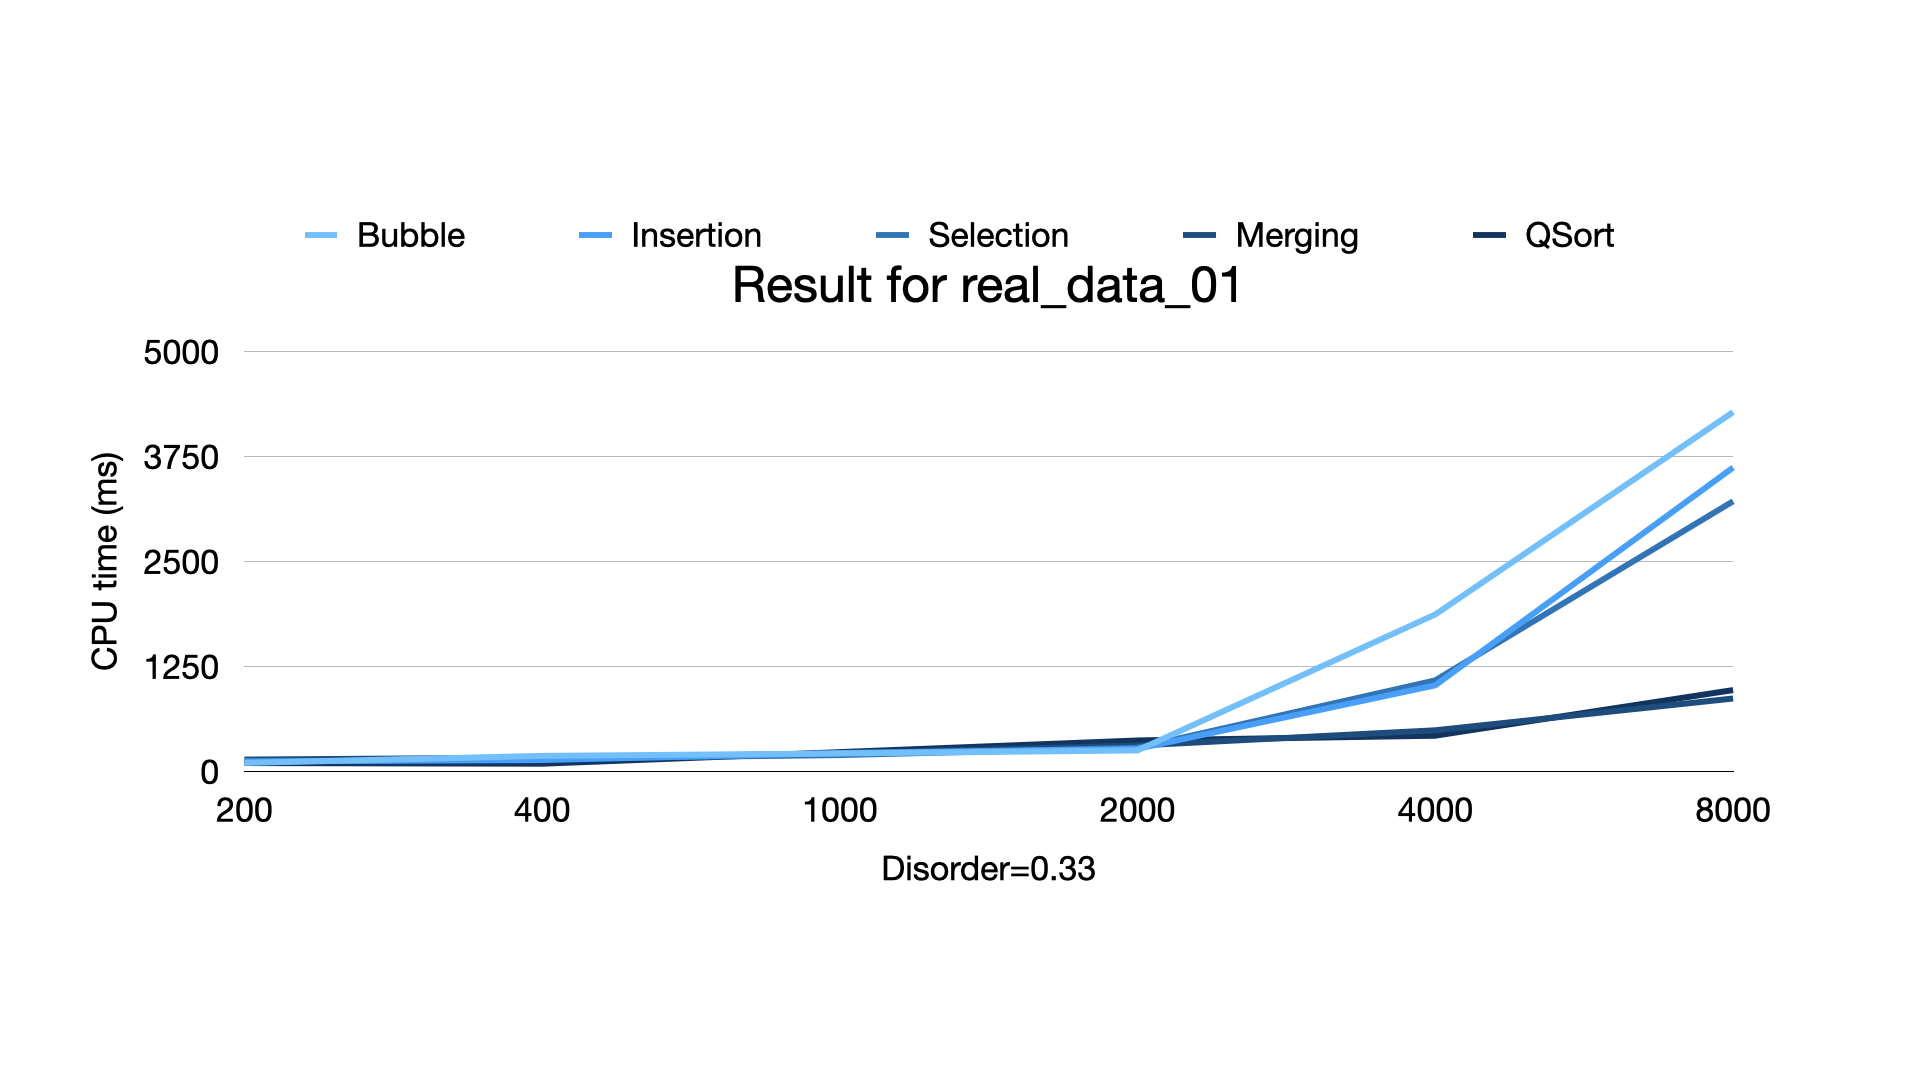 Bubble Insertion Selection Merging QSort
Result for real_data_01
CPU time (ms)
5000
3750
2500
1250
0
200 400 1000 2000 4000 8000
Disorder=0.33